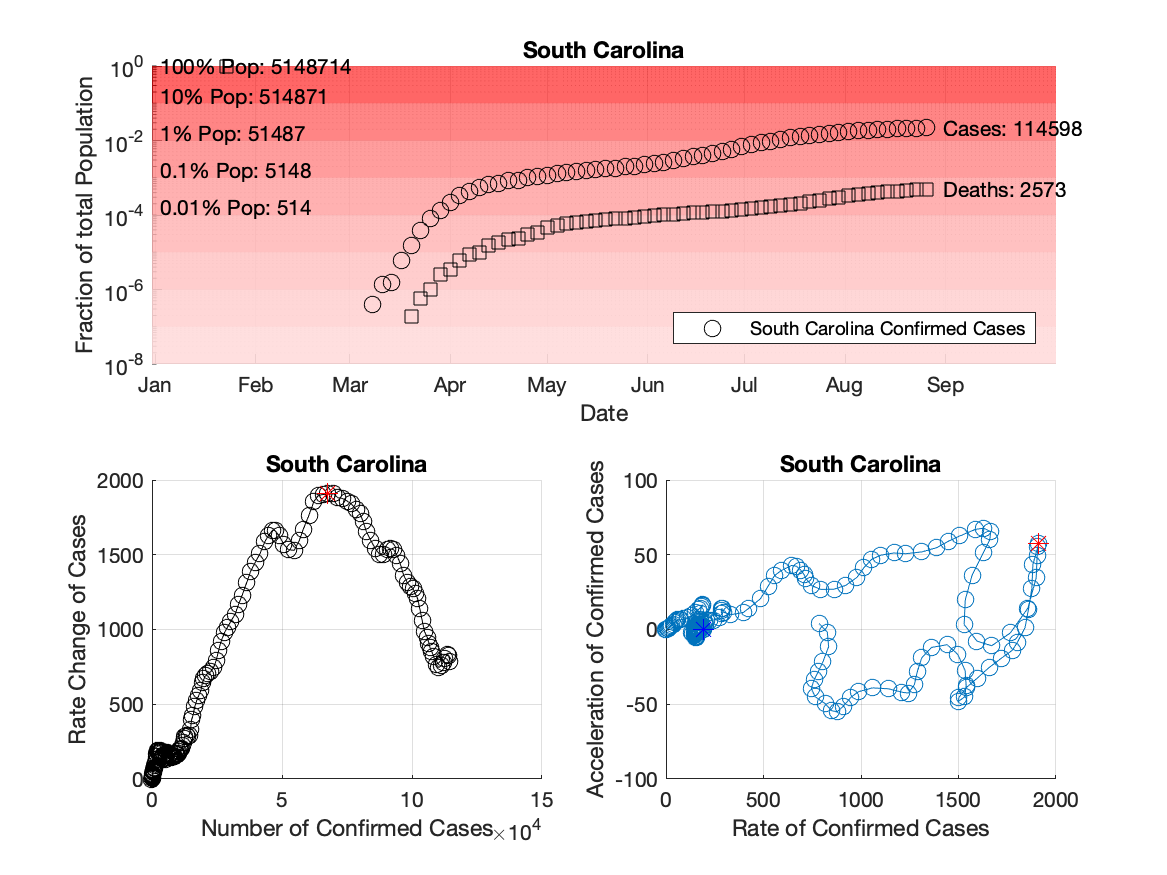 South Carolina
Fraction of total Population
10^0
10^-2
10^-4
10^-6
10^-8
100% Pop: 5148714
10% Pop: 514871
1% Pop: 51487
0.1% Pop: 5148
0.01% Pop: 514
Cases: 114598
Deaths: 2573
South Carolina Confirmed Cases
Jan Feb Mar Apr May Jun Jul Aug Sep
Date
South Carolina
Rate Change of Cases
2000
1500
1000
500
0
0 5 10 15
Number of Confirmed Cases ×10^4
South Carolina
Acceleration of Confirmed Cases
100
50
0
-50
-100
0 500 1000 1500 2000
Rate of Confirmed Cases